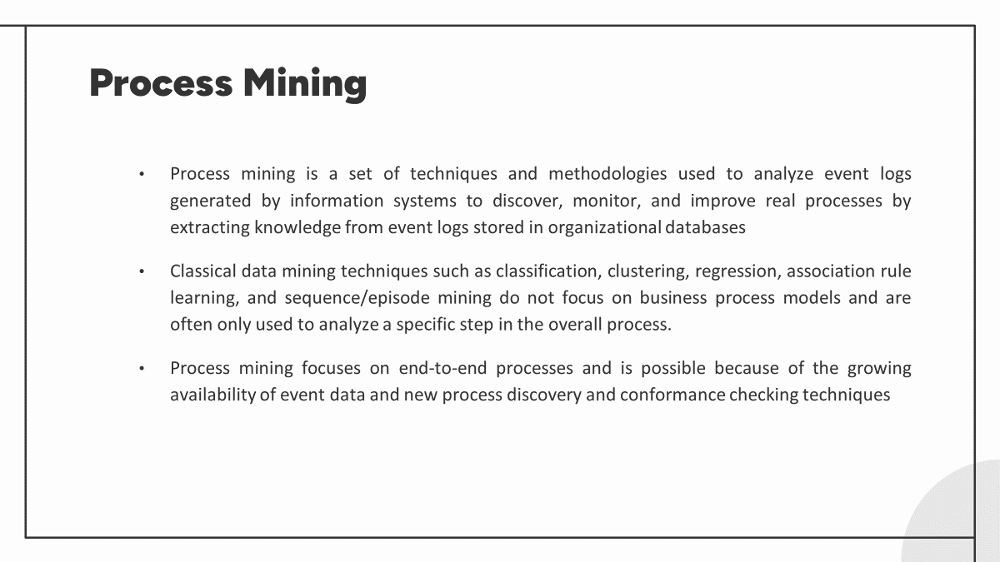 Process Mining
• Process mining is a set of techniques and methodologies used to analyze event logs
generated by information systems to discover, monitor, and improve real processes by
extracting knowledge from event logs stored in organizational databases
• Classical data mining techniques such as classification, clustering, regression, association rule
learning, and sequence/episode mining do not focus on business process models and are
often only used to analyze a specific step in the overall process.
• Process mining focuses on end-to-end processes and is possible because of the growing
availability of event data and new process discovery and conformance checking techniques